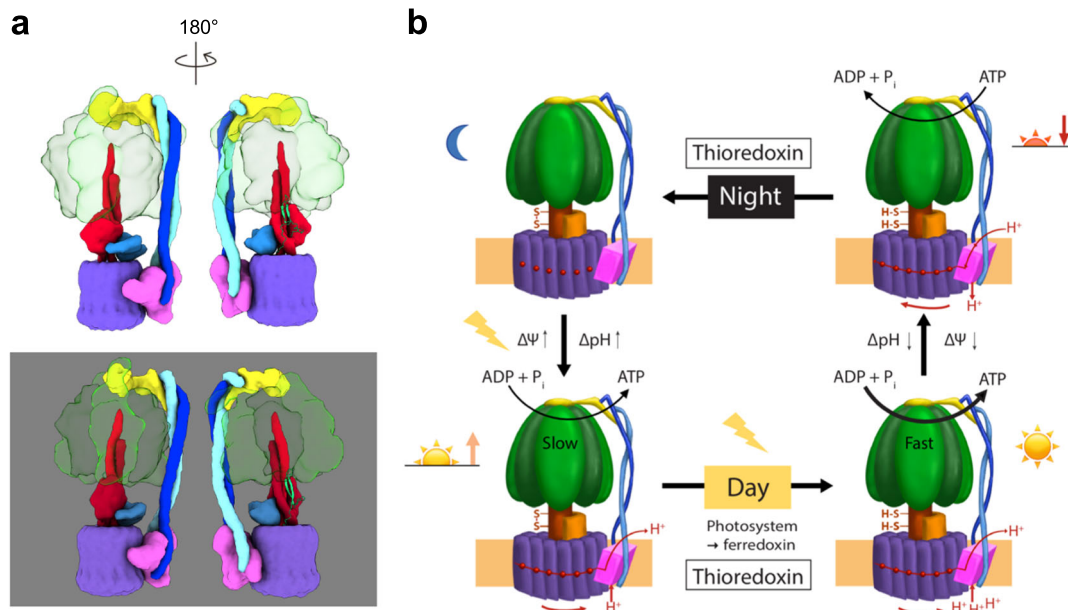 a
180°
b
ADP + Pi
ATP
Thioredoxin
Night
S
S
H-S
H-S
H⁺
H⁺
ΔΨ ↑
ΔpH ↑
ΔpH ↓
ΔΨ ↓
ADP + Pi
ATP
Slow
S
S
H⁺
H⁺
Day
Photosystem
→ ferredoxin
Thioredoxin
ADP + Pi
ATP
Fast
H-S
H-S
H⁺
H⁺ H⁺ H⁺